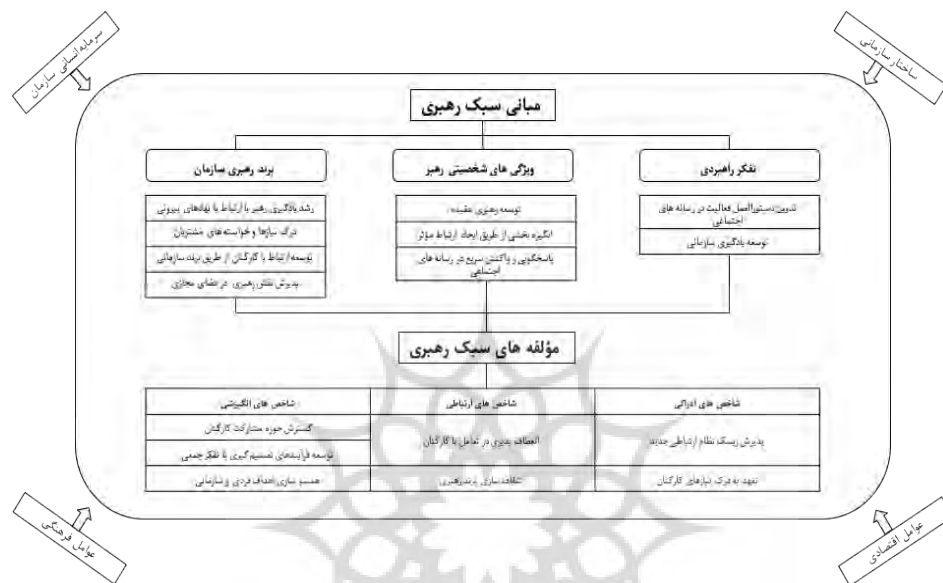 ساختار سازمانی
سرمایه انسانی سازمان
مبانی سبک رهبری
تفکر راهبردی
ویژگی های شخصیتی رهبر
برند رهبری سازمان
تدوین دستورالعمل فعالیت در رسانه های
اجتماعی
توسعه یادگیری سازمانی
توسعه رهبری
انگیزه بخشی از طریق ایجاد ارتباط مؤثر
پاسخگویی و واکنش سریع در رسانه های
اجتماعی
رشد یادگیری رهبر با ارتباط با نهادهای بیرونی
درک نیازها و خواسته های مشتریان
توسعه ارتباط با کارکنان از طریق برند سازمانی
پذیرش نقش رهبری در فضای مجازی
مؤلفه های سبک رهبری
شاخص های ادراکی
شاخص های ارتباطی
شاخص های انگیزشی
پذیرش ریسک نظام ارتباطی جدید
انعطاف پذیری در تعامل با کارکنان
گسترش حوزه مشارکت کارکنان
توسعه فرآیندهای تصمیم گیری با تفکر جمعی
تعهد به درک نیازهای کارکنان
شفاف سازی برند رهبری
همسو سازی اهداف فردی و سازمانی
عوامل اقتصادی
عوامل فرهنگی